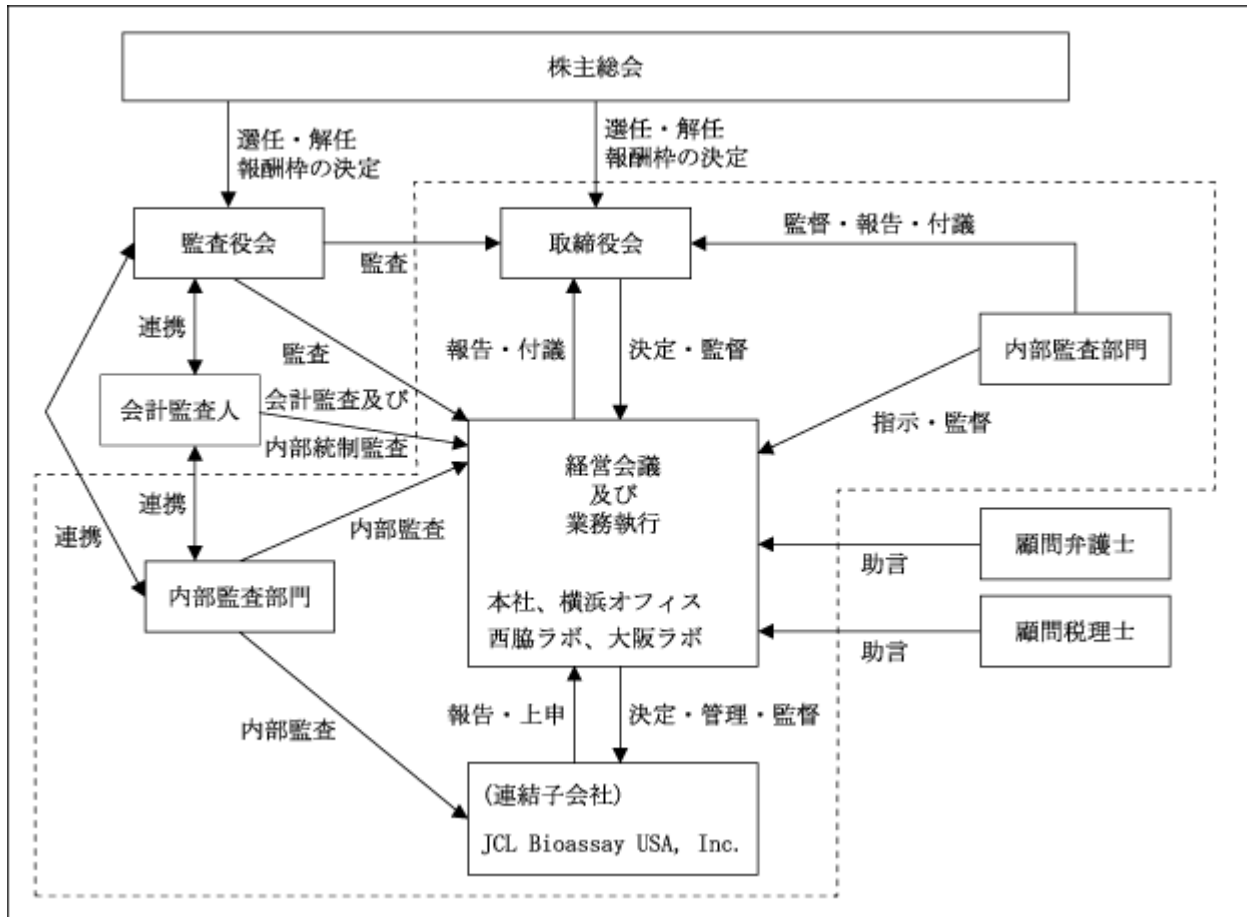 株主総会
選任・解任
報酬枠の決定
選任・解任
報酬枠の決定
監査役会
監査
取締役会
監督・報告・付議
連携
監査
報告・付議
決定・監督
内部監査部門
会計監査人
会計監査及び
内部統制監査
指示・監督
経営会議
及び
業務執行
連携
連携
内部監査
内部監査部門
本社、横浜オフィス
西脇ラボ、大阪ラボ
助言
顧問弁護士
助言
顧問税理士
内部監査
報告・上申
決定・管理・監督
(連結子会社)
JCL Bioassay USA, Inc.